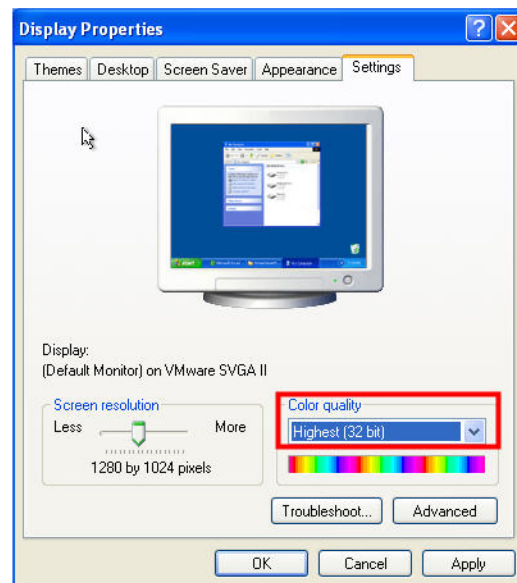 Display Properties
Themes Desktop Screen Saver Appearance Settings
start
Display:
(Default Monitor) on VMware SVGA II
Screen resolution
Less More
1280 by 1024 pixels
Color quality
Highest (32 bit)
Troubleshoot... Advanced
OK Cancel Apply